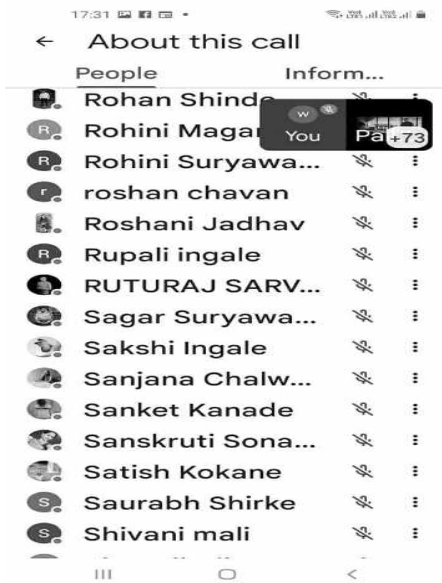 17:31
About this call
People Inform...
Rohan Shinde
W
Rohini Magar
You Pa +73
R
R Rohini Suryawa...
r roshan chavan
Roshani Jadhav
R Rupali ingale
RUTURAJ SARV...
Sagar Suryawa...
Sakshi Ingale
Sanjana Chalw...
Sanket Kanade
Sanskruti Sona...
Satish Kokane
S Saurabh Shirke
S Shivani mali